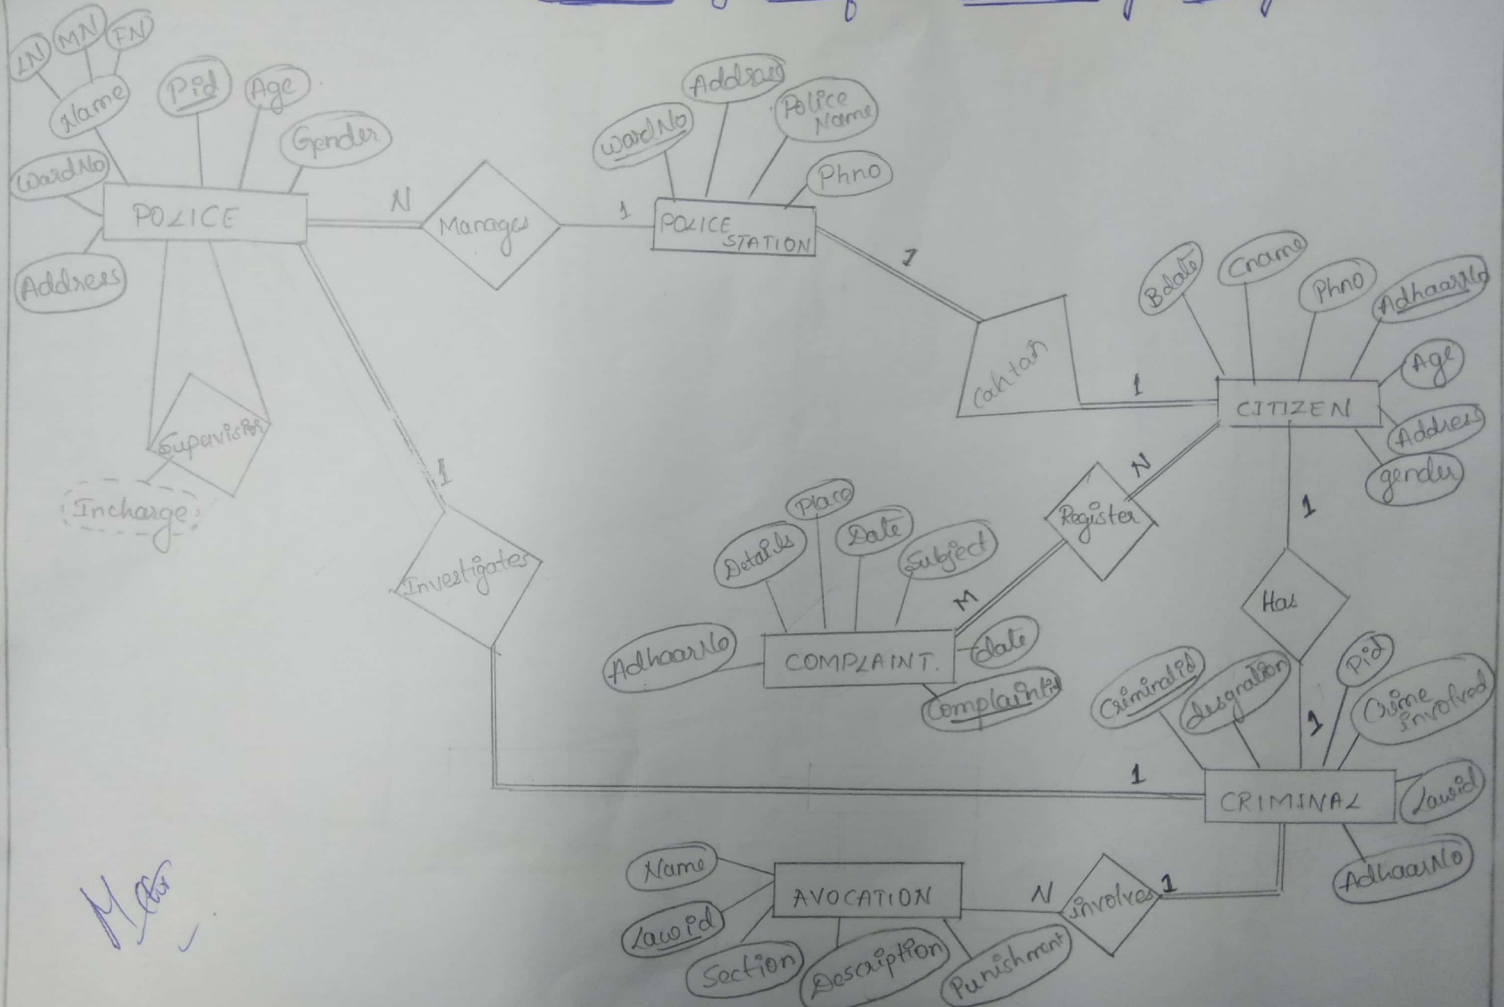 LN
MN
FN
Name
Pid
Age
Gender
WardNo
Address
POLICE
N
Manages
1
WardNo
Address
Police
Name
Phno
POLICE
STATION
1
1
Bdate
Cname
Phno
AdhaarNo
Age
Address
gender
CITIZEN
Supervision
Incharge
1
Investigates
N
Register
M
Details
Place
Date
Subject
AdhaarNo
COMPLAINT.
date
Complaintid
1
Has
1
Criminalid
Pid
Crime
involved
Lawid
AdhaarNo
CRIMINAL
1
Name
Lawid
Section
Description
Punishment
AVOCATION
N
involves
1